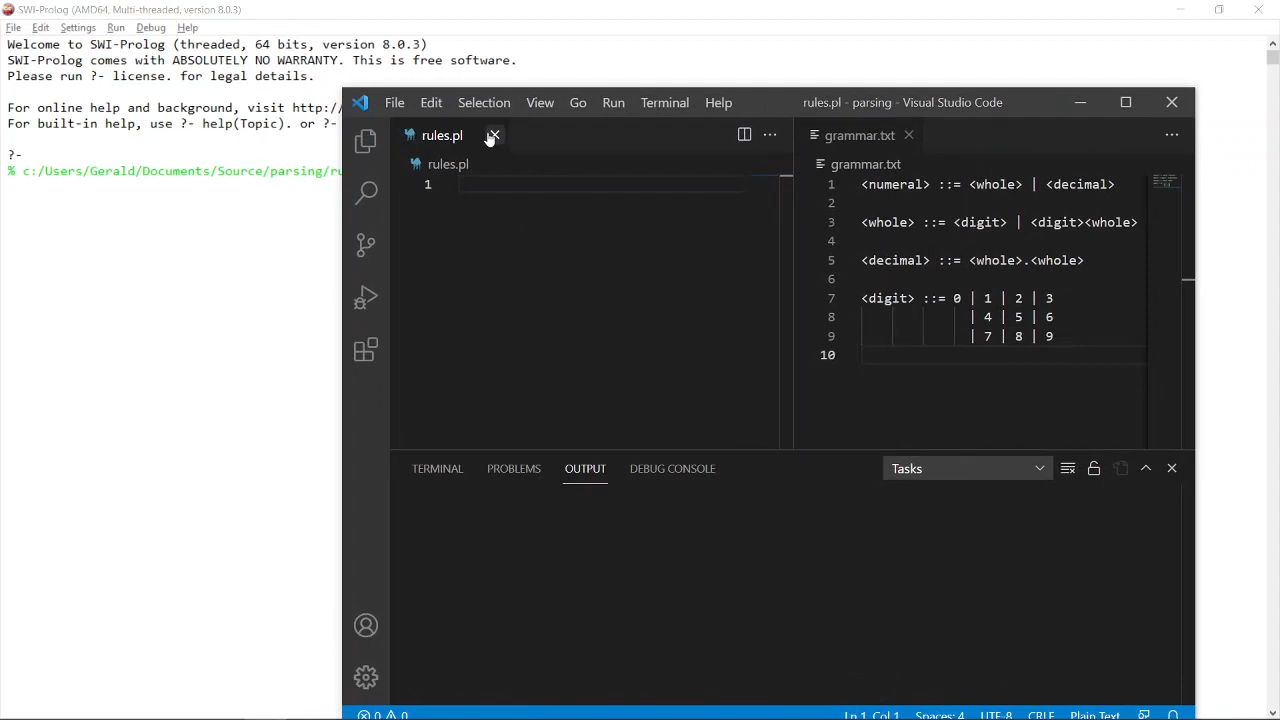 SWI-Prolog (AMD64, Multi-threaded, version 8.0.3)
File Edit Settings Run Debug Help
Welcome to SWI-Prolog (threaded, 64 bits, version 8.0.3)
SWI-Prolog comes with ABSOLUTELY NO WARRANTY. This is free software.
Please run ?- license. for legal details.
For online help and background, visit http://
For built-in help, use ?- help(Topic). or ?-
?-
% c:/Users/Gerald/Documents/Source/parsing/ru
File Edit Selection View Go Run Terminal Help
rules.pl - parsing - Visual Studio Code
rules.pl
rules.pl
1
grammar.txt
grammar.txt
1 <numeral> ::= <whole> | <decimal>
2
3 <whole> ::= <digit> | <digit><whole>
4
5 <decimal> ::= <whole>.<whole>
6
7 <digit> ::= 0 | 1 | 2 | 3
8 | 4 | 5 | 6
9 | 7 | 8 | 9
10
TERMINAL PROBLEMS OUTPUT DEBUG CONSOLE
Tasks
0 0
Ln 1, Col 1 Spaces: 4 UTF-8 CRLF Plain Text